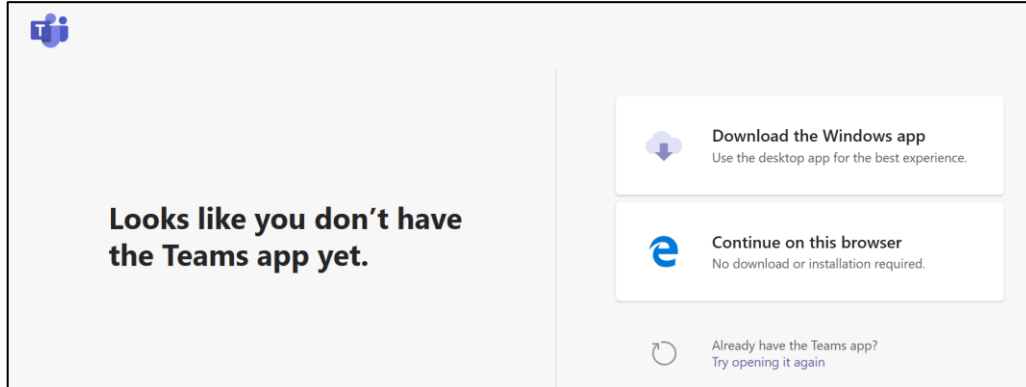 T
Looks like you don’t have
the Teams app yet.
Download the Windows app
Use the desktop app for the best experience.
Continue on this browser
No download or installation required.
Already have the Teams app?
Try opening it again